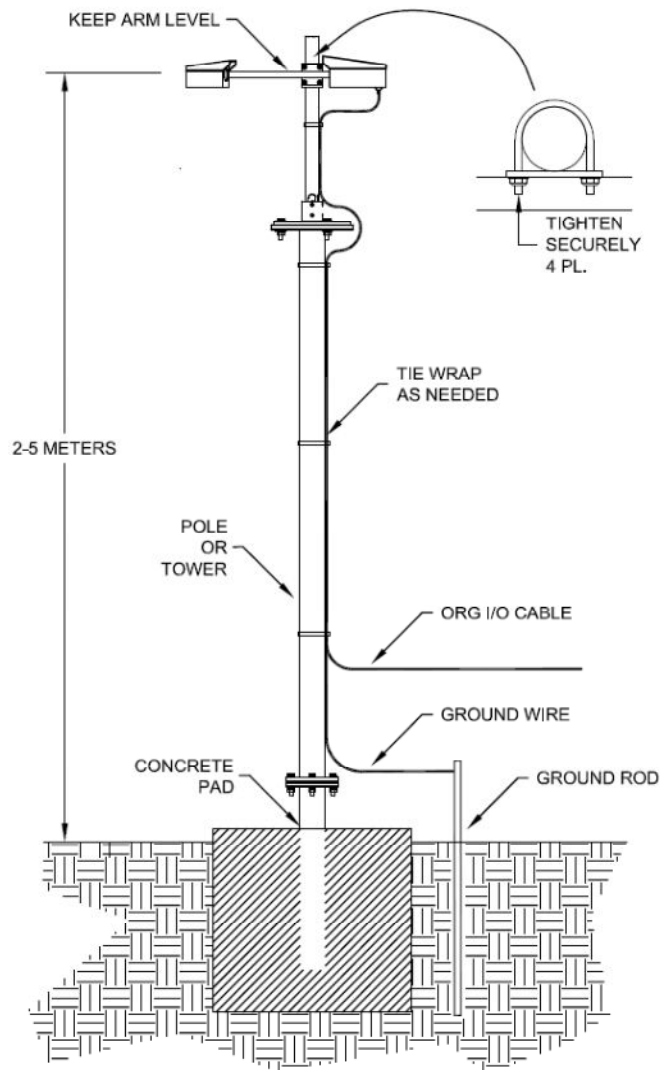 KEEP ARM LEVEL
TIGHTEN
SECURELY
4 PL.
TIE WRAP
AS NEEDED
2-5 METERS
POLE
OR
TOWER
ORG I/O CABLE
GROUND WIRE
CONCRETE
PAD
GROUND ROD